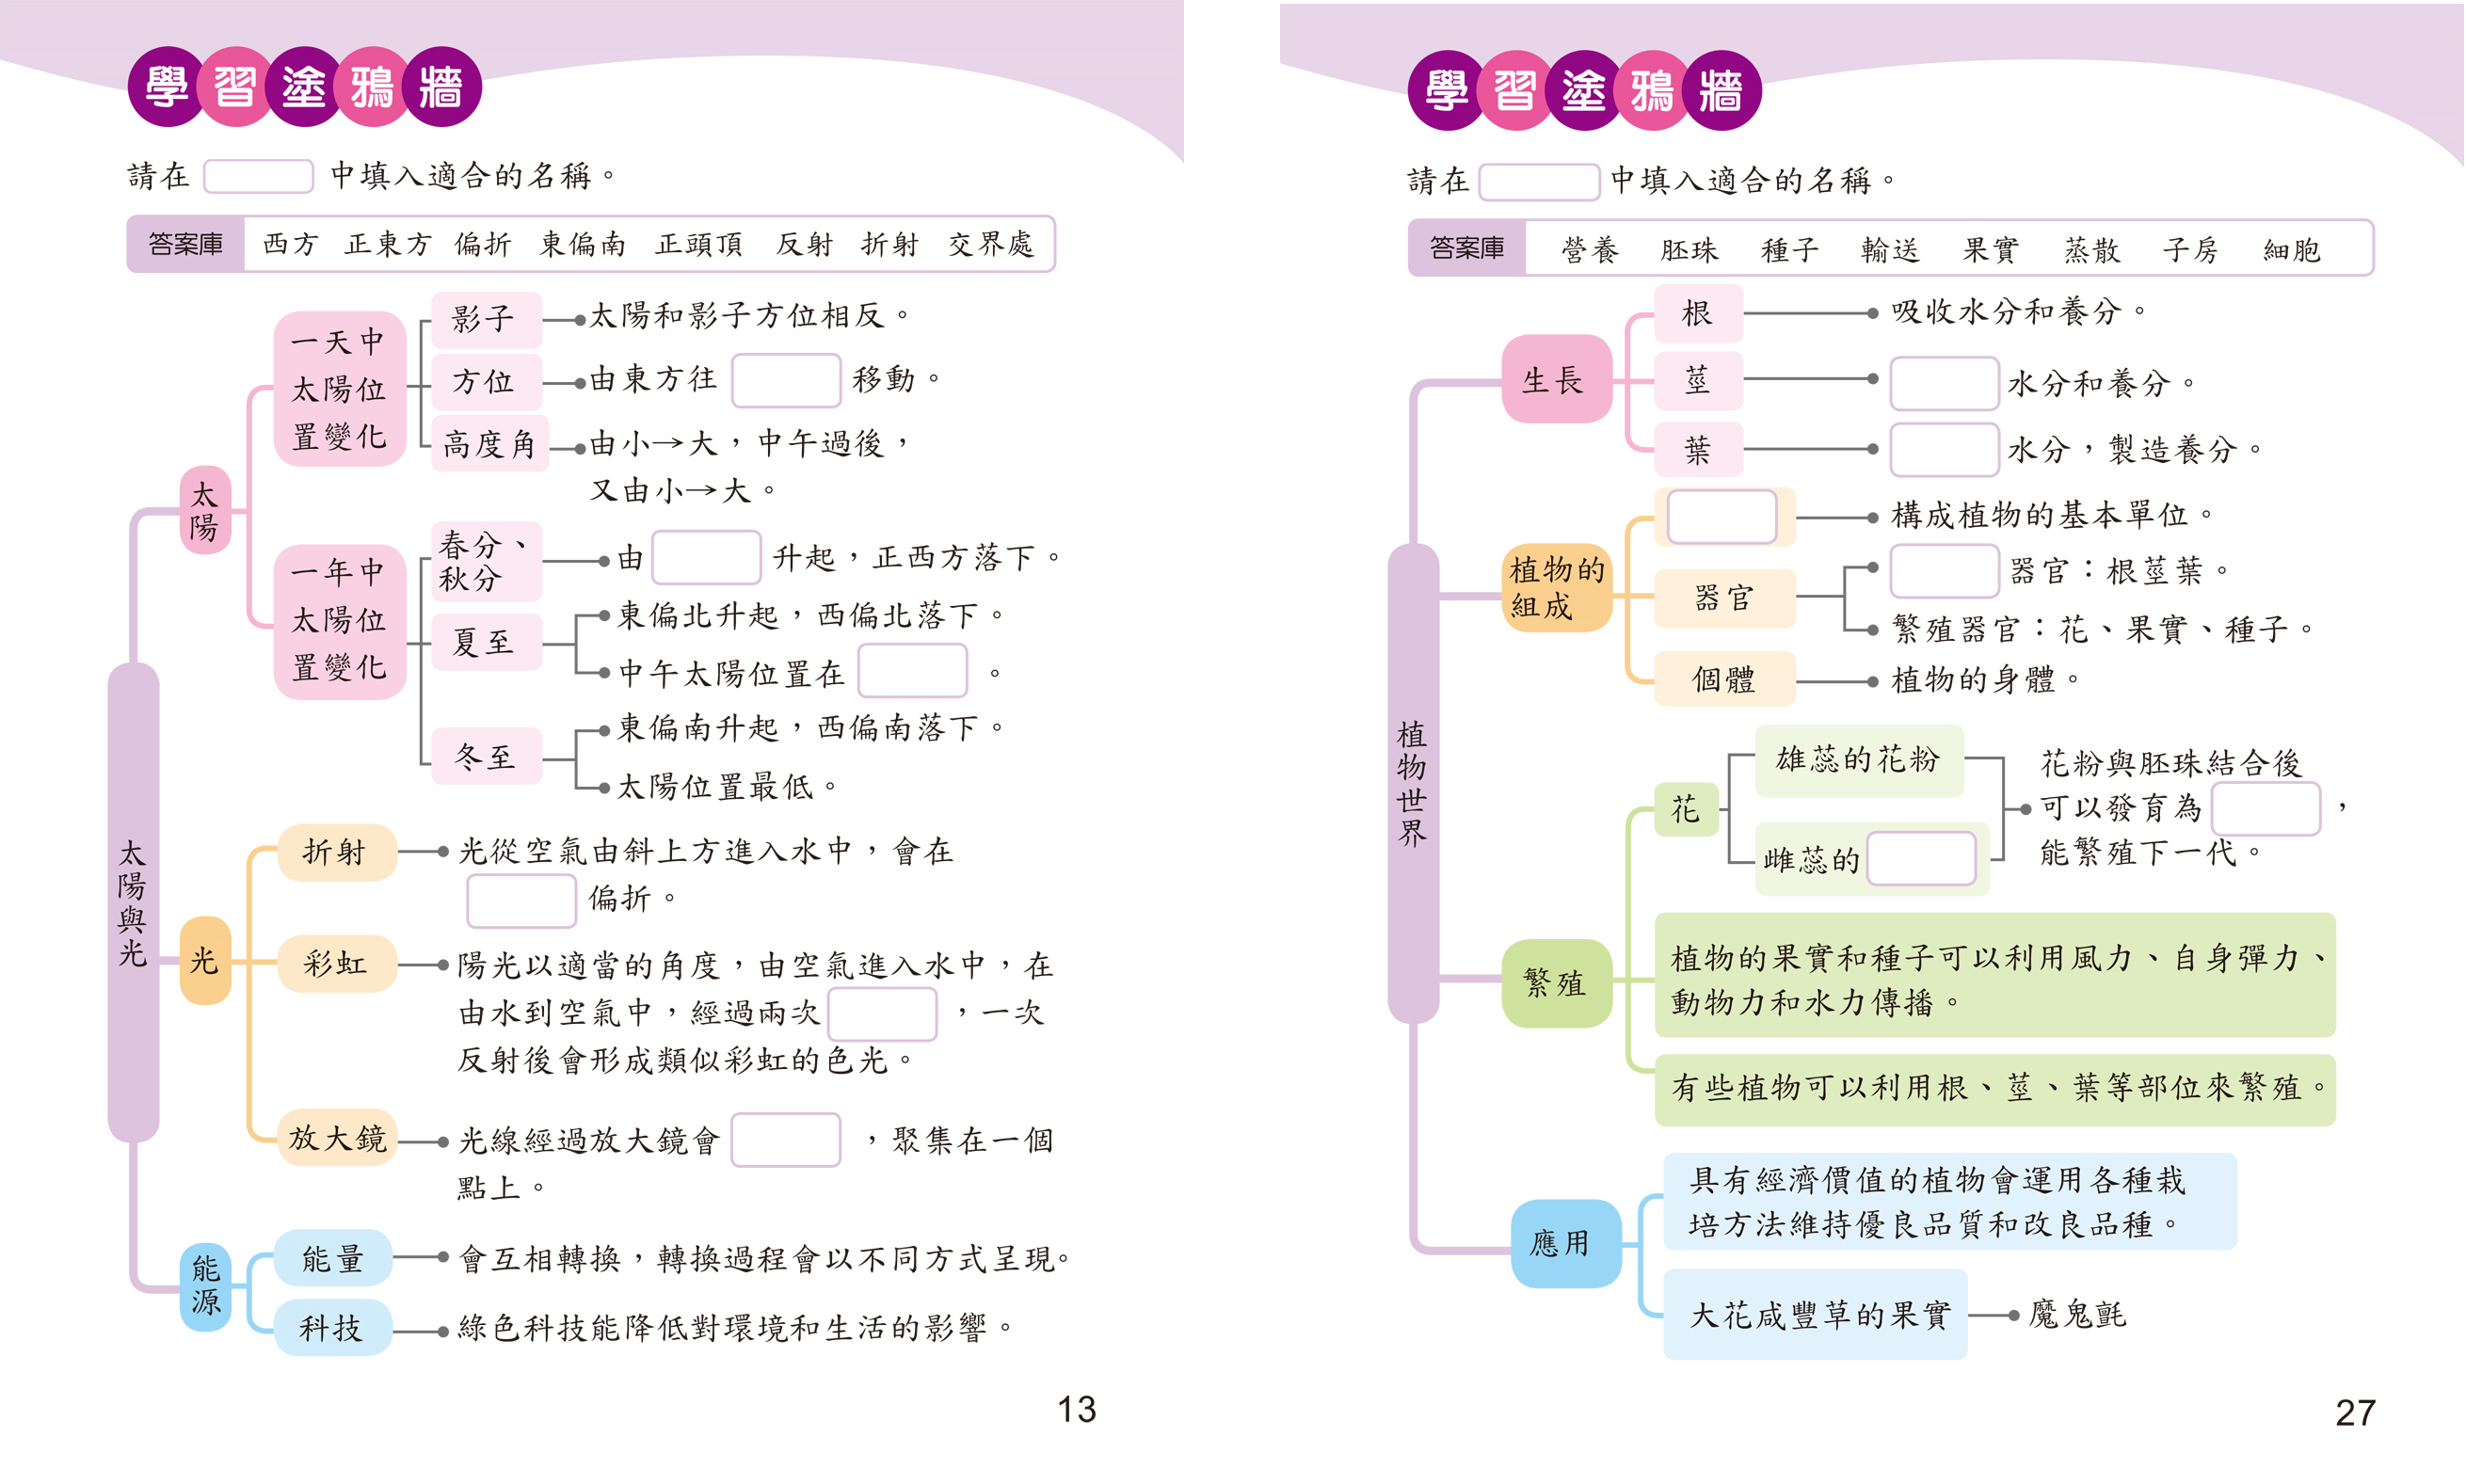 學習塗鴉牆
請在 中填入適合的名稱。
答案庫 西方 正東方 偏折 東偏南 正頭頂 反射 折射 交界處
太陽與光
太陽
一天中
太陽位
置變化
影子
太陽和影子方位相反。
方位
由東方往 移動。
高度角
由小→大，中午過後，
又由小→大。
一年中
太陽位
置變化
春分、
秋分
由 升起，正西方落下。
夏至
東偏北升起，西偏北落下。
中午太陽位置在 。
冬至
東偏南升起，西偏南落下。
太陽位置最低。
光
折射
光從空氣由斜上方進入水中，會在
偏折。
彩虹
陽光以適當的角度，由空氣進入水中，在
由水到空氣中，經過兩次 ，一次
反射後會形成類似彩虹的色光。
放大鏡
光線經過放大鏡會 ，聚集在一個
點上。
能源
能量
會互相轉換，轉換過程會以不同方式呈現。
科技
綠色科技能降低對環境和生活的影響。
13
學習塗鴉牆
請在 中填入適合的名稱。
答案庫 營養 胚珠 種子 輸送 果實 蒸散 子房 細胞
植物世界
生長
根
吸收水分和養分。
莖
水分和養分。
葉
水分，製造養分。
植物的
組成
構成植物的基本單位。
器官
器官：根莖葉。
繁殖器官：花、果實、種子。
個體
植物的身體。
繁殖
花
雄蕊的花粉
雌蕊的
花粉與胚珠結合後
可以發育為 ，
能繁殖下一代。
植物的果實和種子可以利用風力、自身彈力、
動物力和水力傳播。
有些植物可以利用根、莖、葉等部位來繁殖。
應用
具有經濟價值的植物會運用各種栽
培方法維持優良品質和改良品種。
大花咸豐草的果實
魔鬼氈
27